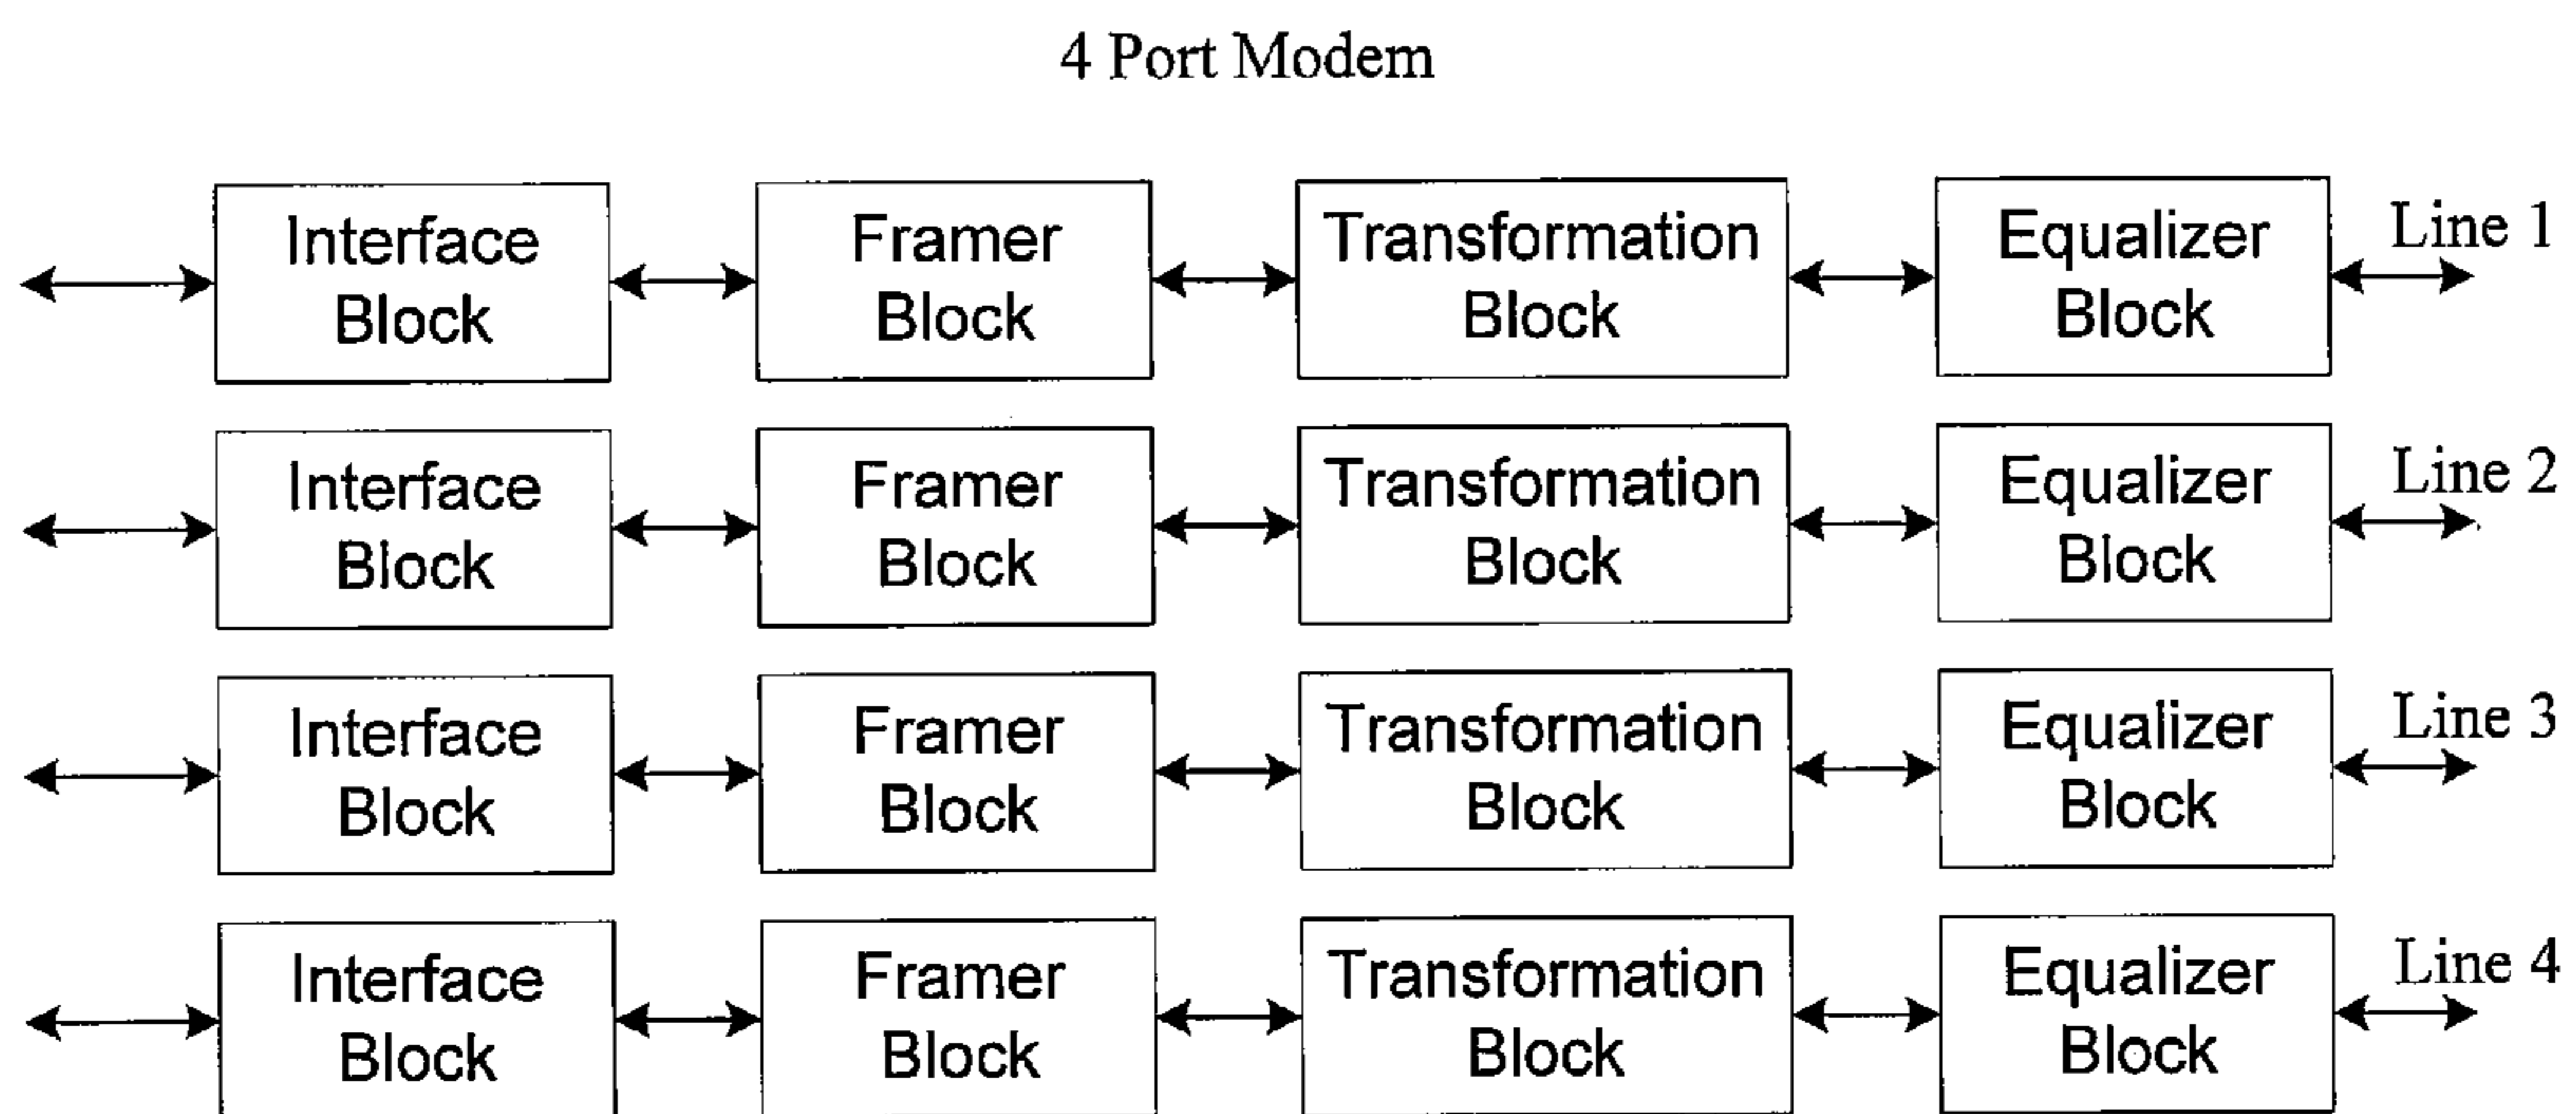 4 Port Modem
Interface Block
Framer Block
Transformation Block
Equalizer Block
Line 1
Interface Block
Framer Block
Transformation Block
Equalizer Block
Line 2
Interface Block
Framer Block
Transformation Block
Equalizer Block
Line 3
Interface Block
Framer Block
Transformation Block
Equalizer Block
Line 4